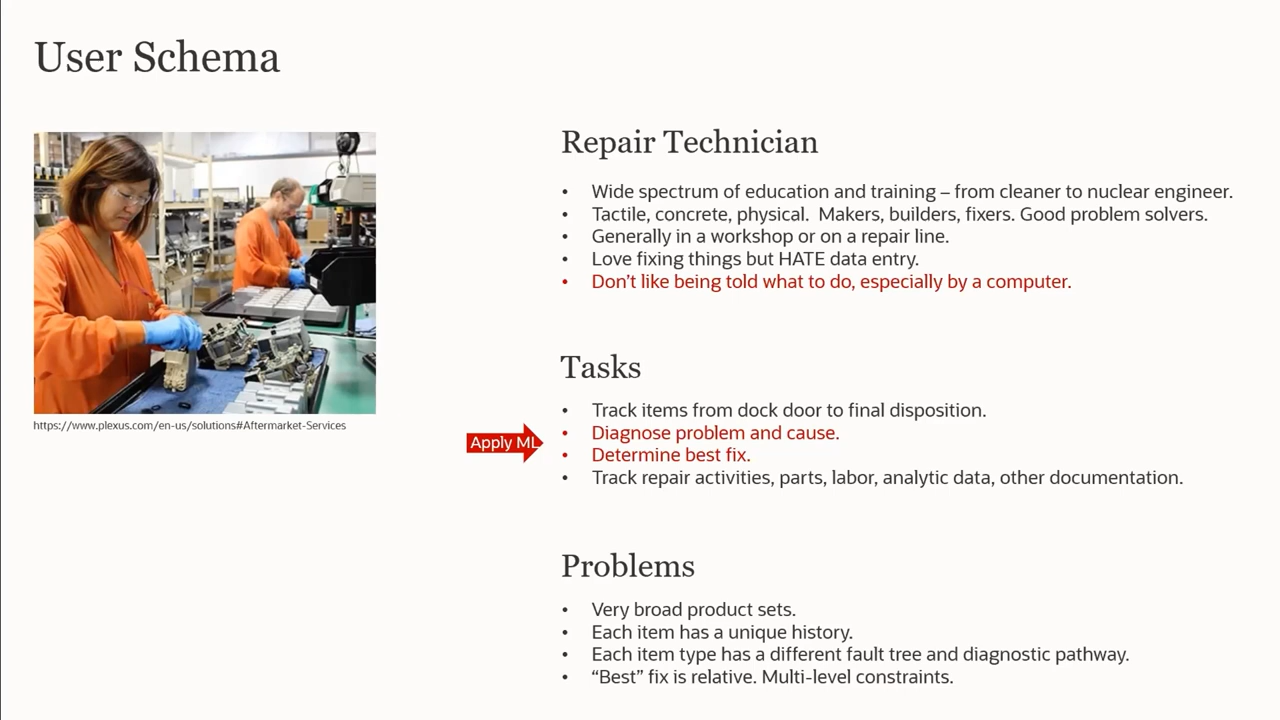 User Schema
https://www.plexus.com/en-us/solutions#Aftermarket-Services
Repair Technician
• Wide spectrum of education and training – from cleaner to nuclear engineer.
• Tactile, concrete, physical.  Makers, builders, fixers. Good problem solvers.
• Generally in a workshop or on a repair line.
• Love fixing things but HATE data entry.
• Don’t like being told what to do, especially by a computer.
Tasks
• Track items from dock door to final disposition.
Apply ML
• Diagnose problem and cause.
• Determine best fix.
• Track repair activities, parts, labor, analytic data, other documentation.
Problems
• Very broad product sets.
• Each item has a unique history.
• Each item type has a different fault tree and diagnostic pathway.
• “Best” fix is relative. Multi-level constraints.